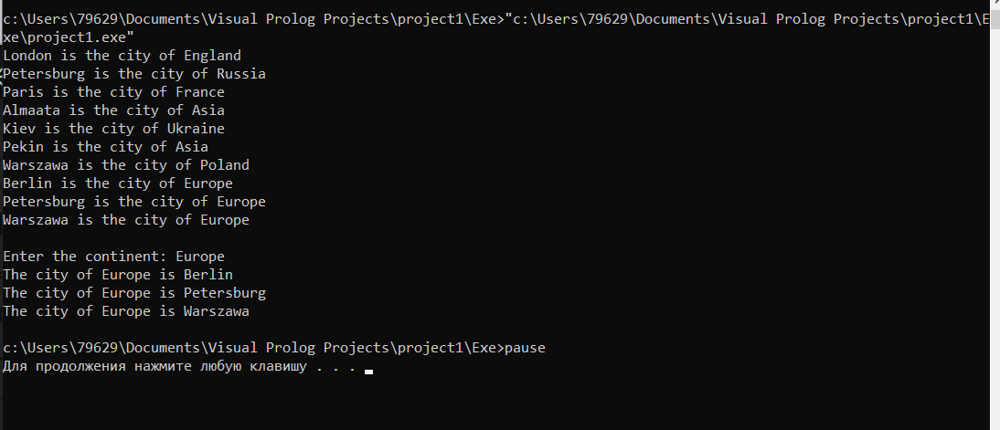 c:\Users\79629\Documents\Visual Prolog Projects\project1\Exe>"c:\Users\79629\Documents\Visual Prolog Projects\project1\E
xe\project1.exe"
London is the city of England
Petersburg is the city of Russia
Paris is the city of France
Almaata is the city of Asia
Kiev is the city of Ukraine
Pekin is the city of Asia
Warszawa is the city of Poland
Berlin is the city of Europe
Petersburg is the city of Europe
Warszawa is the city of Europe
Enter the continent: Europe
The city of Europe is Berlin
The city of Europe is Petersburg
The city of Europe is Warszawa
c:\Users\79629\Documents\Visual Prolog Projects\project1\Exe>pause
Для продолжения нажмите любую клавишу . . .